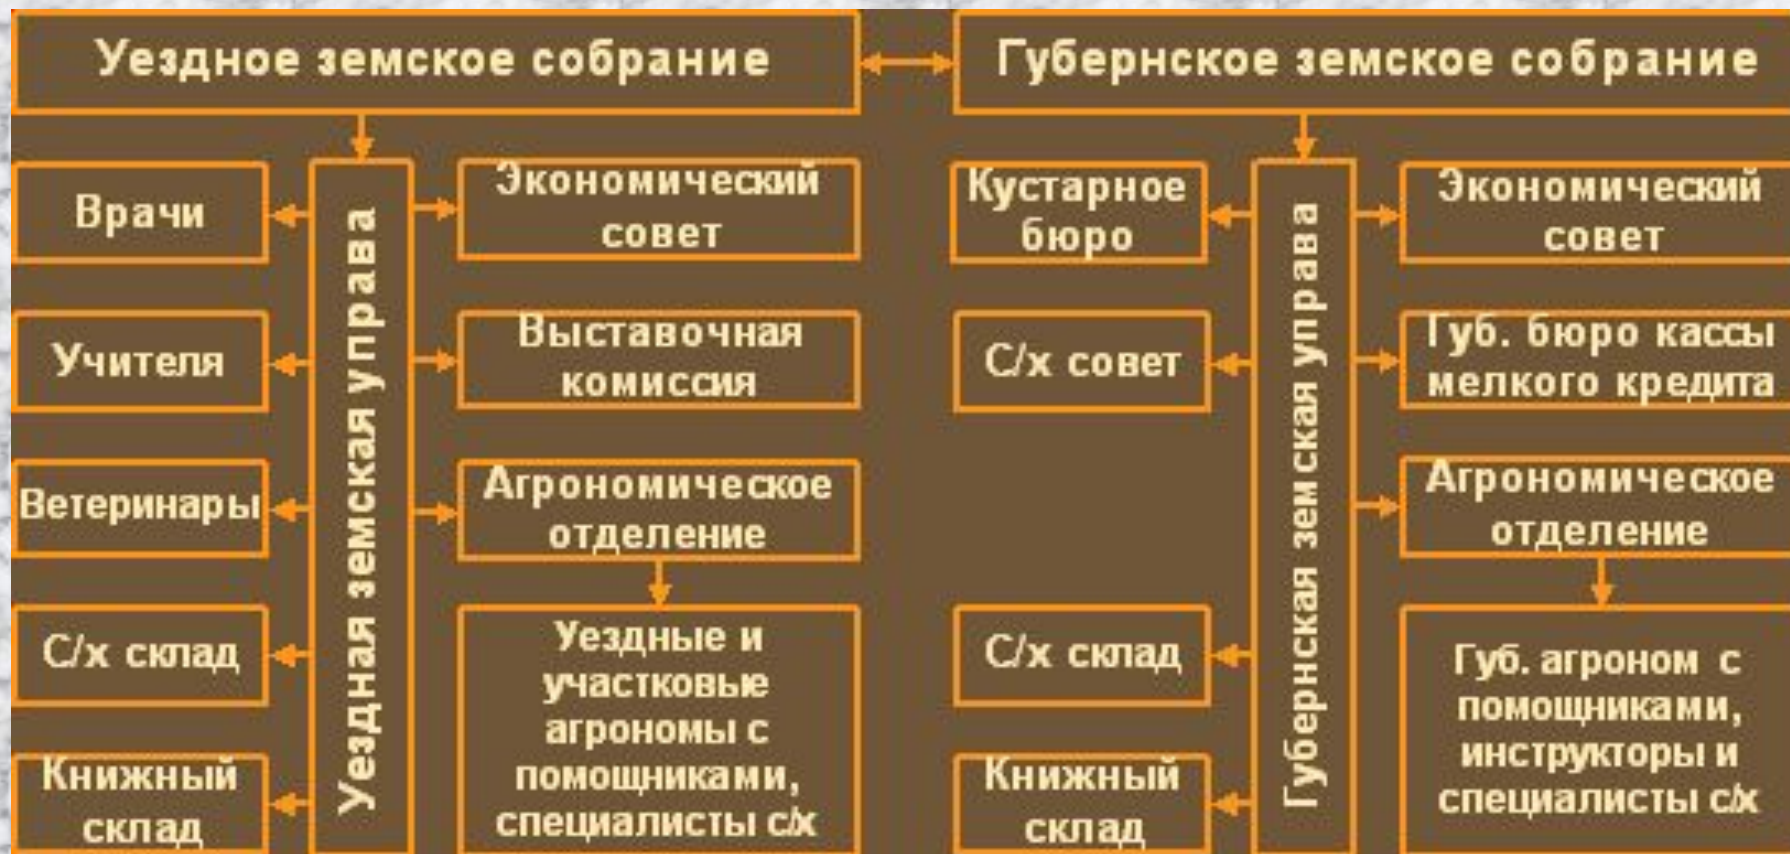 Уездное земское собрание
Губернское земское собрание
Врачи
Учителя
Ветеринары
С/х склад
Книжный
склад
Уездная земская управа
Экономический
совет
Выставочная
комиссия
Агрономическое
отделение
Уездные и
участковые
агрономы с
помощниками,
специалисты с/х
Кустарное
бюро
С/х совет
С/х склад
Книжный
склад
Губернская земская управа
Экономический
совет
Губ. бюро кассы
мелкого кредита
Агрономическое
отделение
Губ. агроном с
помощниками,
инструкторы и
специалисты с/х